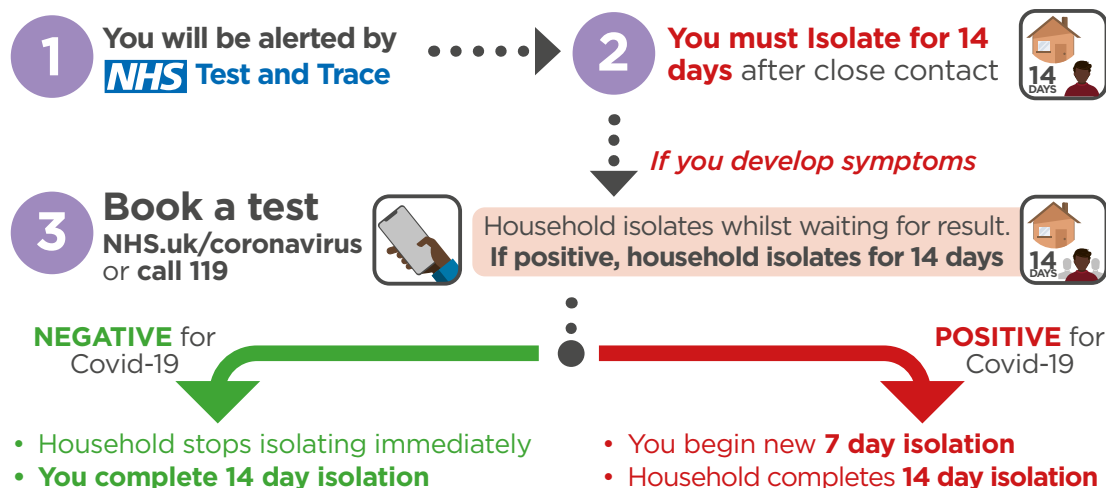 1
You will be alerted by
NHS Test and Trace
2
You must Isolate for 14
days after close contact
14
DAYS
If you develop symptoms
3
Book a test
NHS.uk/coronavirus
or call 119
Household isolates whilst waiting for result.
If positive, household isolates for 14 days
14
DAYS
NEGATIVE for
Covid-19
POSITIVE for
Covid-19
• Household stops isolating immediately
• You complete 14 day isolation
• You begin new 7 day isolation
• Household completes 14 day isolation